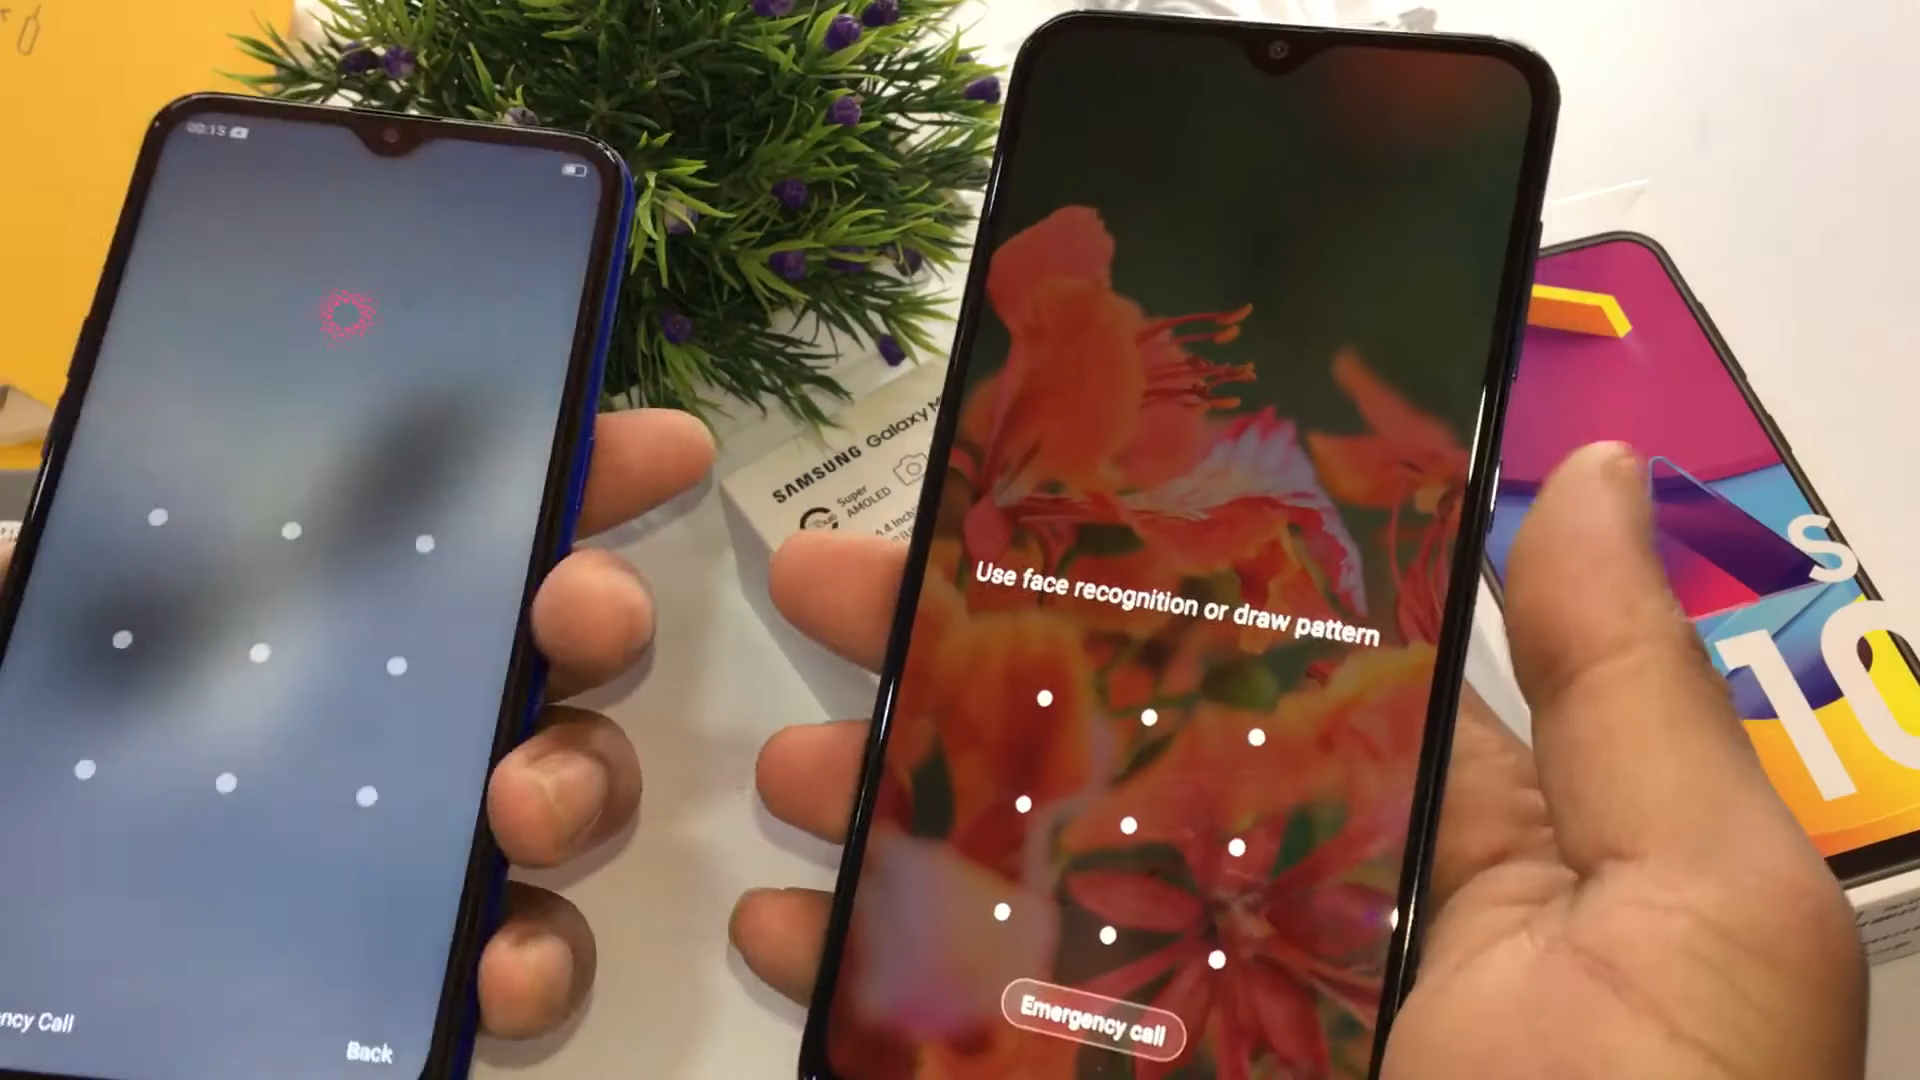 00:15
ncy Call
Back
SAMSUNG Galaxy M
Super
AMOLED
Use face recognition or draw pattern
Emergency call
S
10